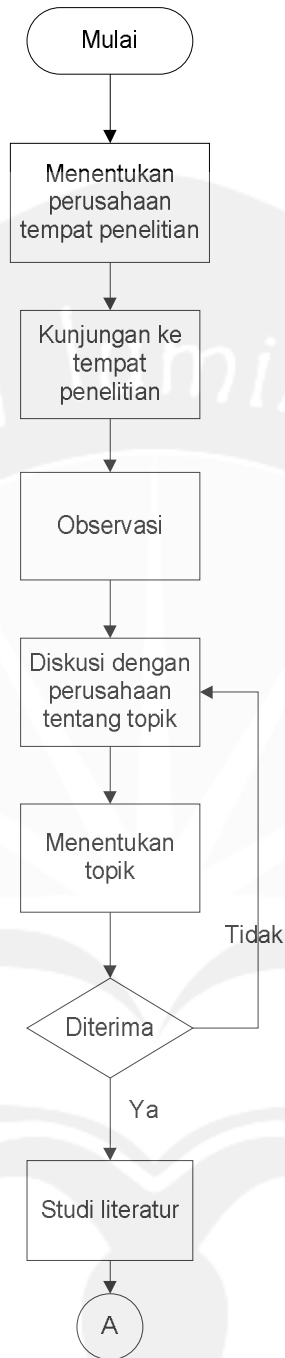 Mulai
Menentukan
perusahaan
tempat penelitian
Kunjungan ke
tempat
penelitian
Observasi
Diskusi dengan
perusahaan
tentang topik
Menentukan
topik
Tidak
Diterima
Ya
Studi literatur
A